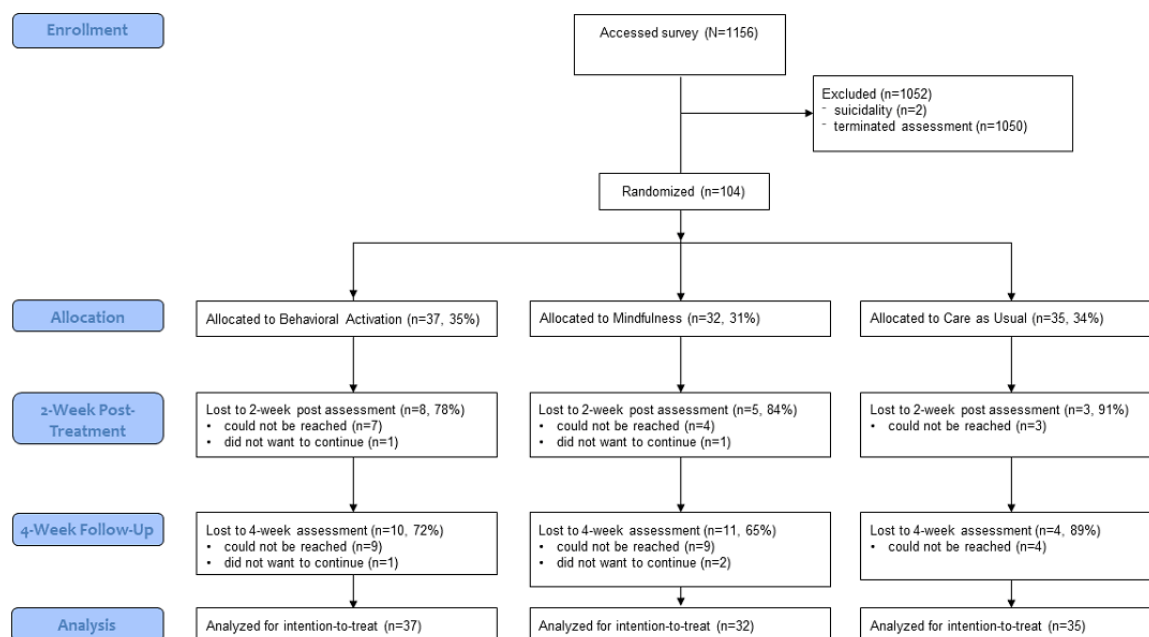 Enrollment
Accessed survey (N=1156)
Excluded (n=1052)
- suicidality (n=2)
- terminated assessment (n=1050)
Randomized (n=104)
Allocation
Allocated to Behavioral Activation (n=37, 35%)
Allocated to Mindfulness (n=32, 31%)
Allocated to Care as Usual (n=35, 34%)
2-Week Post-
Treatment
Lost to 2-week post assessment (n=8, 78%)
• could not be reached (n=7)
• did not want to continue (n=1)
Lost to 2-week post assessment (n=5, 84%)
• could not be reached (n=4)
• did not want to continue (n=1)
Lost to 2-week post assessment (n=3, 91%)
• could not be reached (n=3)
4-Week Follow-Up
Lost to 4-week assessment (n=10, 72%)
• could not be reached (n=9)
• did not want to continue (n=1)
Lost to 4-week assessment (n=11, 65%)
• could not be reached (n=9)
• did not want to continue (n=2)
Lost to 4-week assessment (n=4, 89%)
• could not be reached (n=4)
Analysis
Analyzed for intention-to-treat (n=37)
Analyzed for intention-to-treat (n=32)
Analyzed for intention-to-treat (n=35)